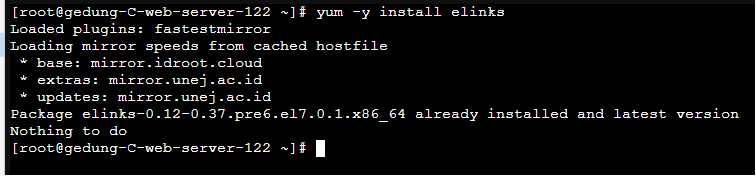 [root@gedung-C-web-server-122 ~]# yum -y install elinks
Loaded plugins: fastestmirror
Loading mirror speeds from cached hostfile
 * base: mirror.idroot.cloud
 * extras: mirror.unej.ac.id
 * updates: mirror.unej.ac.id
Package elinks-0.12-0.37.pre6.el7.0.1.x86_64 already installed and latest version
Nothing to do
[root@gedung-C-web-server-122 ~]#